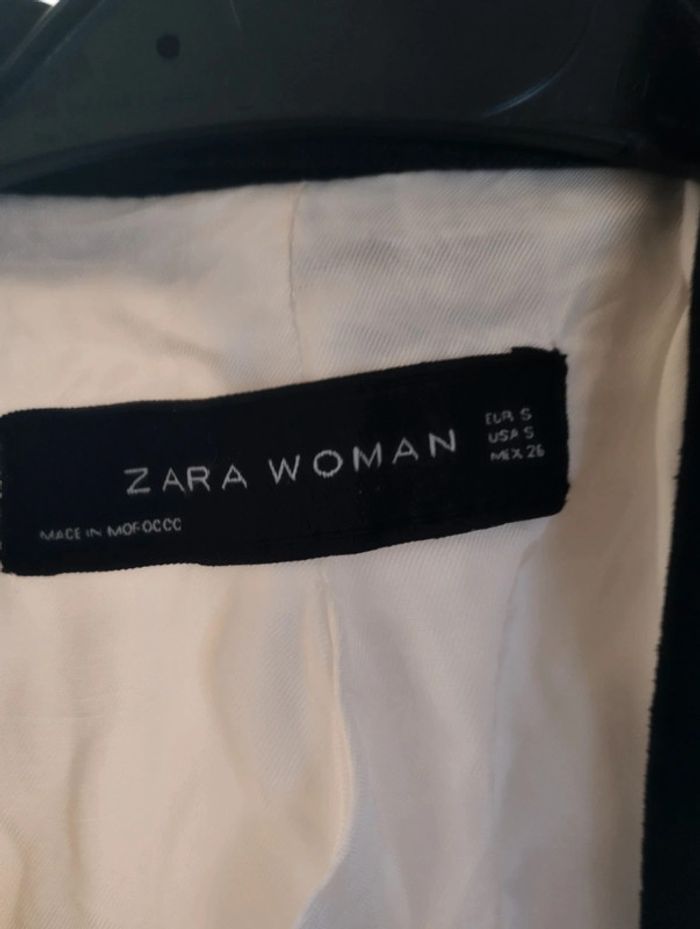 ZARA WOMAN
EUR S
USA S
MEX 26
MADE IN MOROCCO